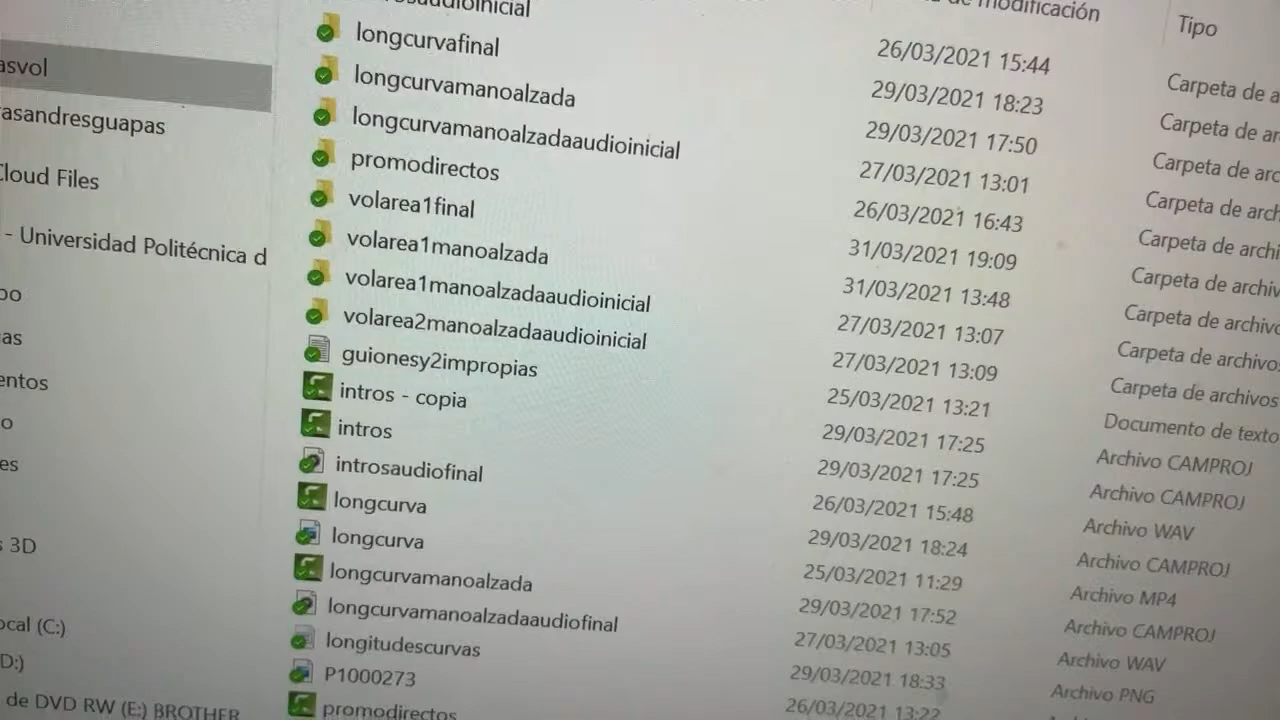 asvol
asandresguapas
Cloud Files
- Universidad Politécnica d
po
as
entos
o
es
s 3D
ocal (C:)
D:)
de DVD RW (E:) BROTHER
de modificación Tipo
introsaudioinicial 26/03/2021 15:44 Carpeta de a
longcurvafinal 29/03/2021 18:23 Carpeta de ar
longcurvamanoalzada 29/03/2021 17:50 Carpeta de arc
longcurvamanoalzadaaudioinicial 27/03/2021 13:01 Carpeta de arch
promodirectos 26/03/2021 16:43 Carpeta de archi
volarea1final 31/03/2021 19:09 Carpeta de archiv
volarea1manoalzada 31/03/2021 13:48 Carpeta de archivo
volarea1manoalzadaaudioinicial 27/03/2021 13:07 Carpeta de archivos
volarea2manoalzadaaudioinicial 27/03/2021 13:09 Carpeta de archivos
guionesy2impropias 25/03/2021 13:21 Documento de texto
intros - copia 29/03/2021 17:25 Archivo CAMPROJ
intros 29/03/2021 17:25 Archivo CAMPROJ
introsaudiofinal 26/03/2021 15:48 Archivo WAV
longcurva 29/03/2021 18:24 Archivo CAMPROJ
longcurva 25/03/2021 11:29 Archivo MP4
longcurvamanoalzada 29/03/2021 17:52 Archivo CAMPROJ
longcurvamanoalzadaaudiofinal 27/03/2021 13:05 Archivo WAV
longitudescurvas 29/03/2021 18:33 Archivo PNG
P1000273 26/03/2021 13:22
promodirectos